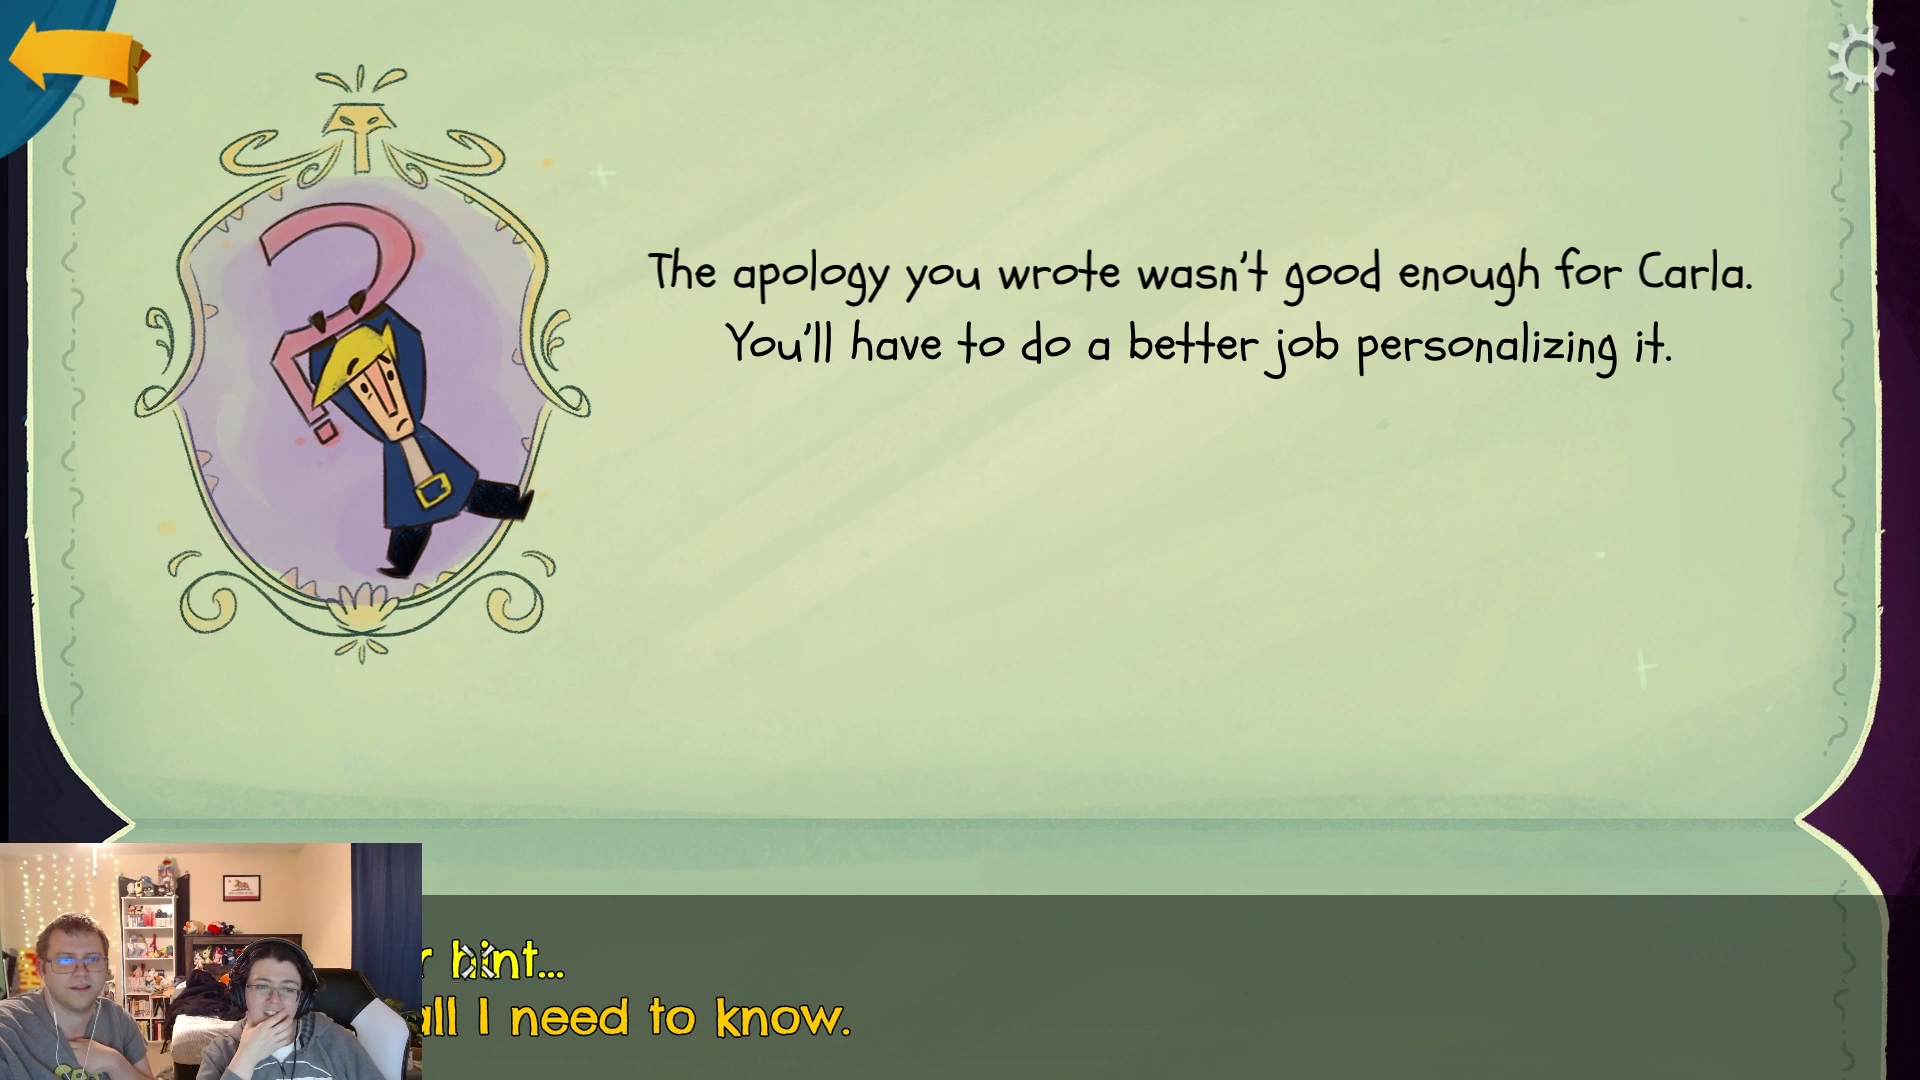 The apology you wrote wasn't good enough for Carla.
You'll have to do a better job personalizing it.
hint...
all I need to know.